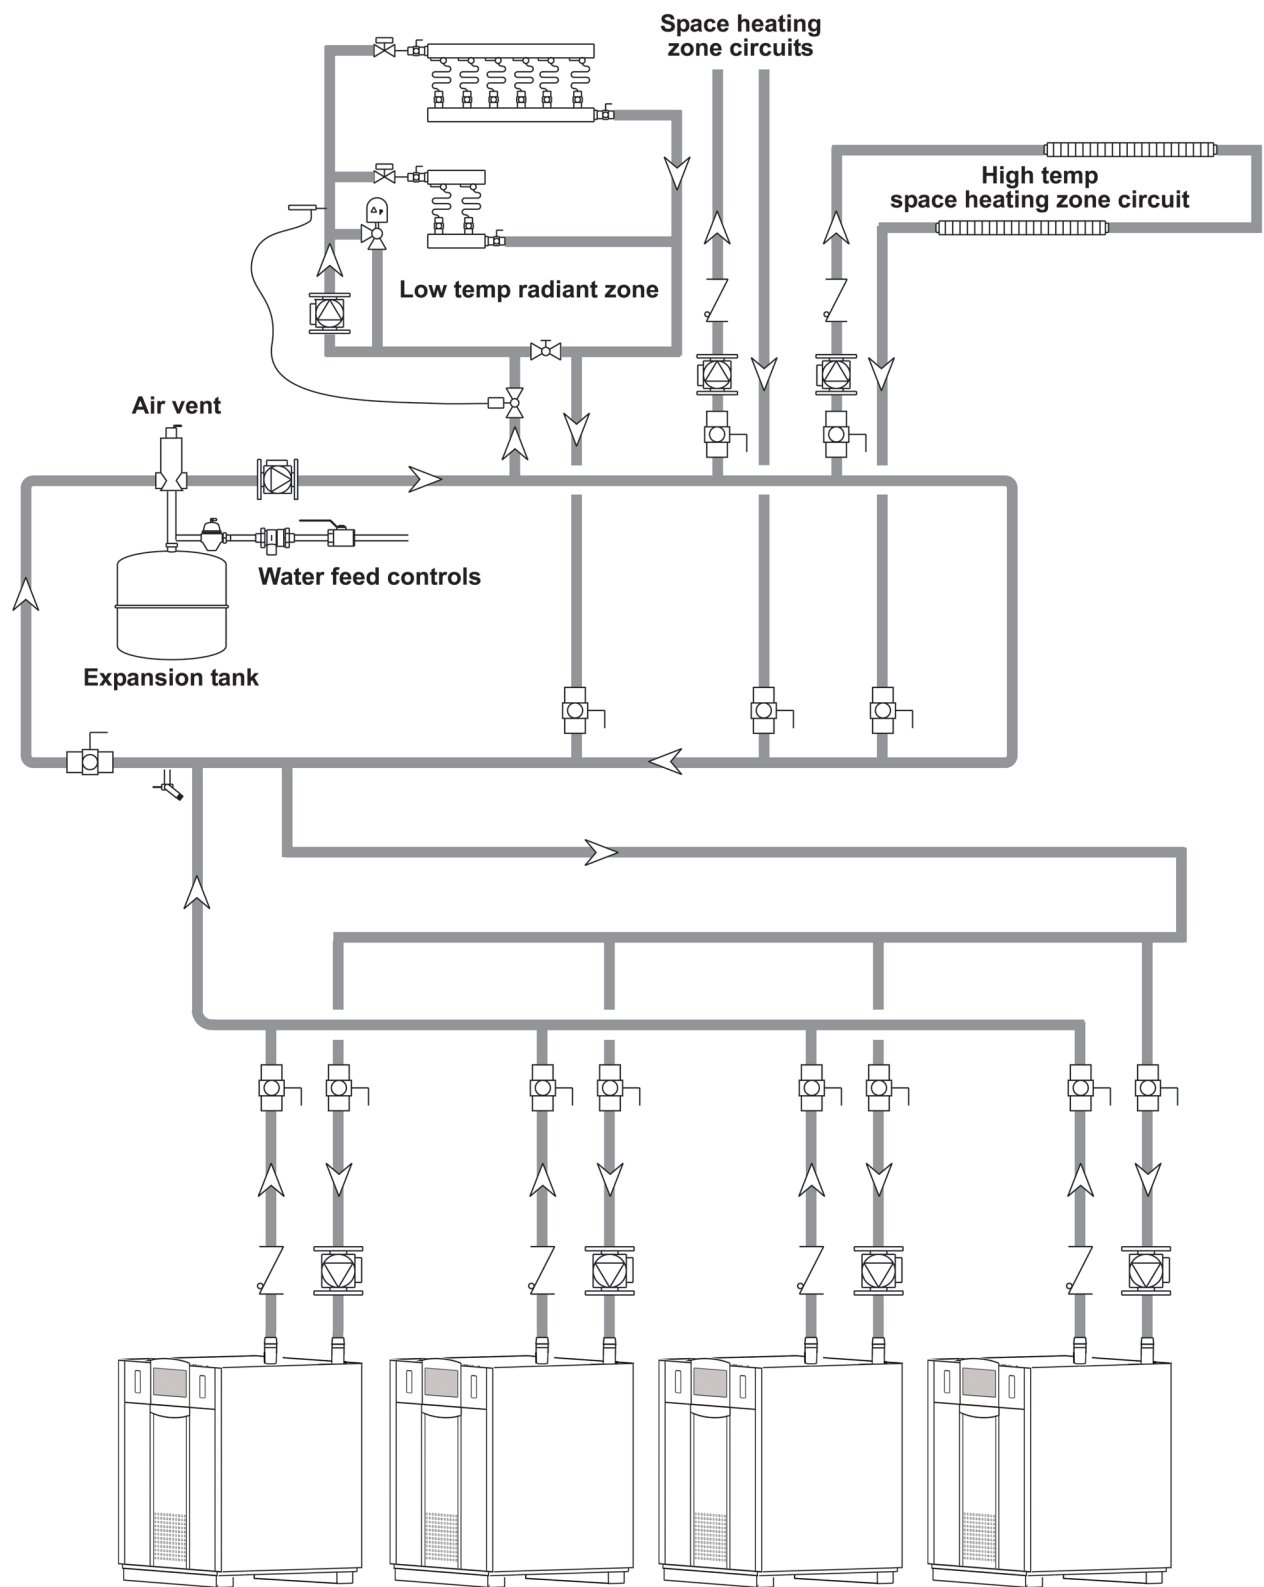 Space heating
zone circuits
High temp
space heating zone circuit
Δ P
Low temp radiant zone
Air vent
Water feed controls
Expansion tank